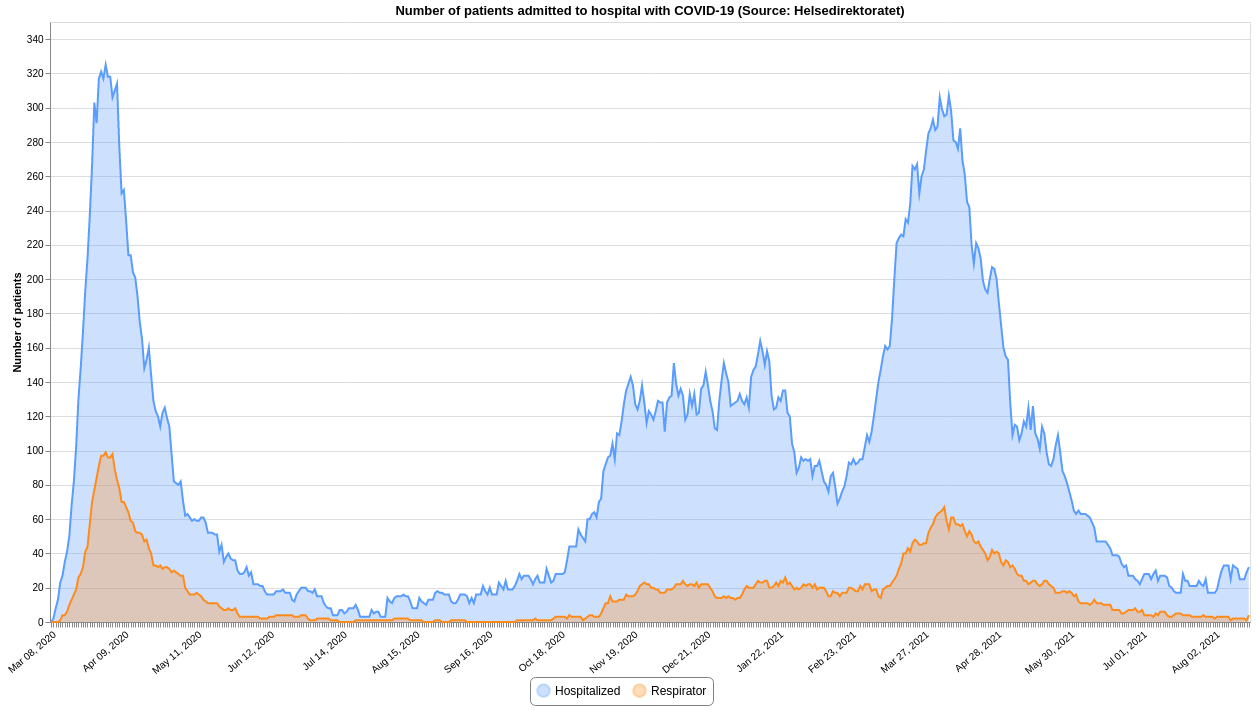 Number of patients admitted to hospital with COVID-19 (Source: Helsedirektoratet)
Number of patients
340
320
300
280
260
240
220
200
180
160
140
120
100
80
60
40
20
0
Mar 08, 2020
Apr 09, 2020
May 11, 2020
Jun 12, 2020
Jul 14, 2020
Aug 15, 2020
Sep 16, 2020
Oct 18, 2020
Nov 19, 2020
Dec 21, 2020
Jan 22, 2021
Feb 23, 2021
Mar 27, 2021
Apr 28, 2021
May 30, 2021
Jul 01, 2021
Aug 02, 2021
Hospitalized
Respirator